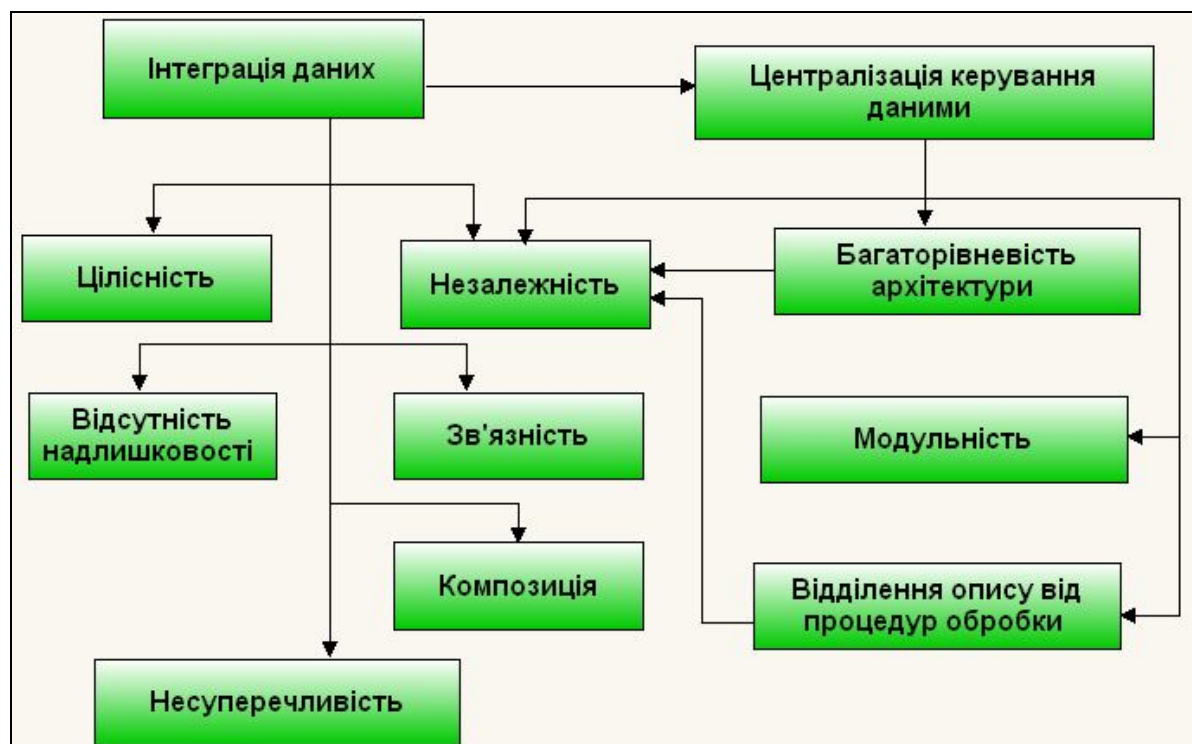 Інтеграція даних
Централізація керування
даними
Цілісність
Незалежність
Багаторівневість
архітектури
Відсутність
надлишковості
Зв'язність
Модульність
Композиція
Відділення опису від
процедур обробки
Несуперечливість